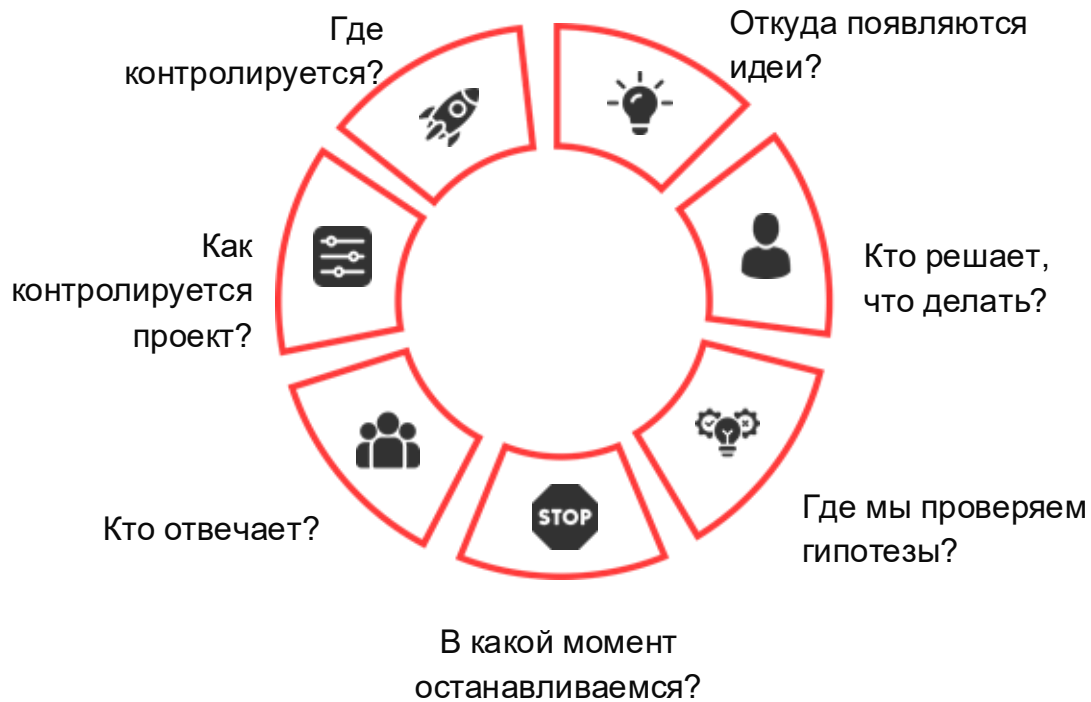 Где
контролируется?
Откуда появляются
идеи?
Как
контролируется
проект?
Кто решает,
что делать?
Кто отвечает?
STOP
Где мы проверяем
гипотезы?
В какой момент
останавливаемся?